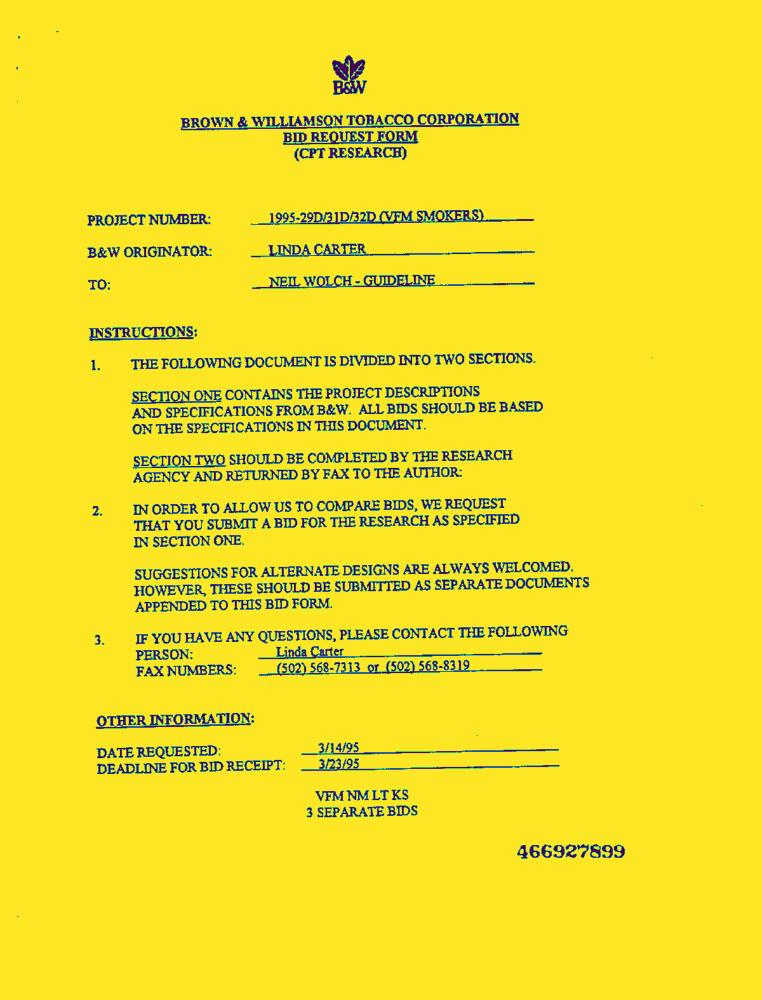 B&W
BROWN & WILLIAMSON TOBACCO CORPORATION
BID REQUEST FORM
(CPT RESEARCH)
PROJECT NUMBER: 1995-29D/31D/32D (VFM SMOKERS)
B&W ORIGINATOR: LINDA CARTER
TO: NEIL WOLCH - GUIDELINE
INSTRUCTIONS:
1. THE FOLLOWING DOCUMENT IS DIVIDED INTO TWO SECTIONS.
SECTION ONE CONTAINS THE PROJECT DESCRIPTIONS
AND SPECIFICATIONS FROM B&W. ALL BIDS SHOULD BE BASED
ON THE SPECIFICATIONS IN THIS DOCUMENT.
SECTION TWO SHOULD BE COMPLETED BY THE RESEARCH
AGENCY AND RETURNED BY FAX TO THE AUTHOR:
2. IN ORDER TO ALLOW US TO COMPARE BIDS, WE REQUEST
THAT YOU SUBMIT A BID FOR THE RESEARCH AS SPECIFIED
IN SECTION ONE.
SUGGESTIONS FOR ALTERNATE DESIGNS ARE ALWAYS WELCOMED.
HOWEVER, THESE SHOULD BE SUBMITTED AS SEPARATE DOCUMENTS
APPENDED TO THIS BID FORM.
3. IF YOU HAVE ANY QUESTIONS, PLEASE CONTACT THE FOLLOWING
PERSON: Linda Carter
FAX NUMBERS: (502) 568-7313 or (502) 568-8319
OTHER INFORMATION:
DATE REQUESTED: 3/14/95
DEADLINE FOR BID RECEIPT: 3/23/95
VFM NM LT KS
3 SEPARATE BIDS
466927899